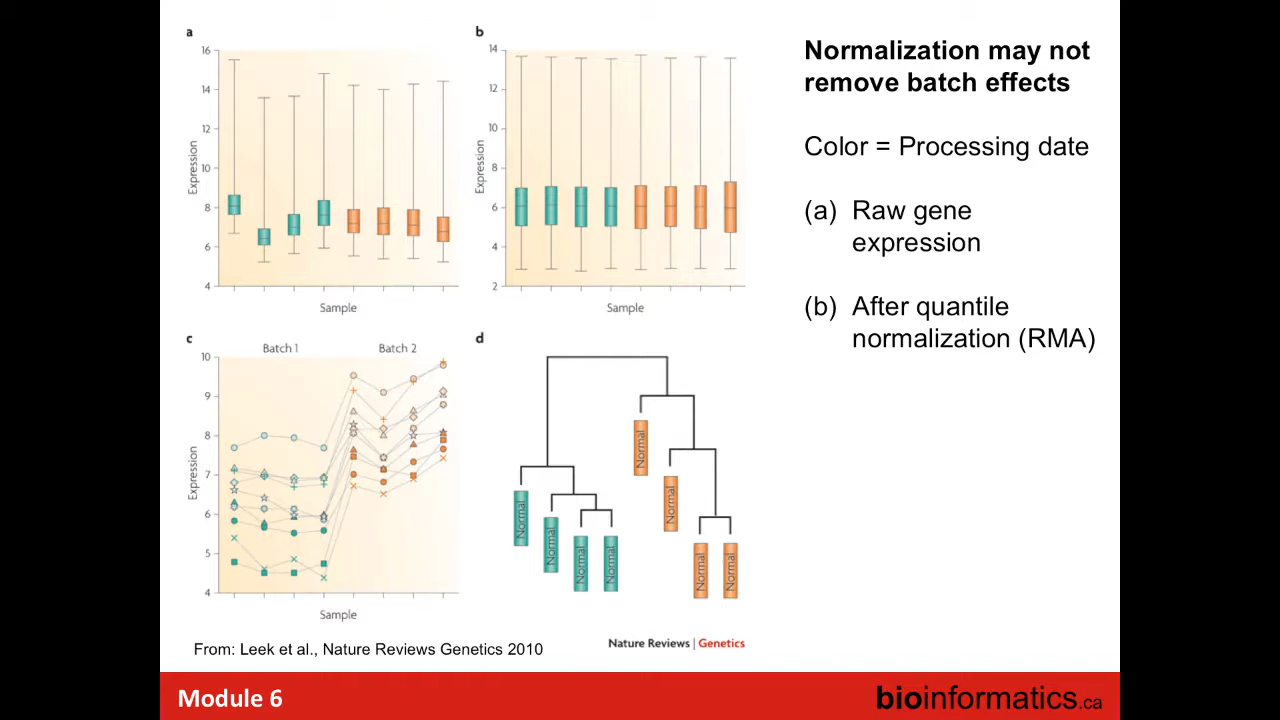 a
16
14
12
10
8
6
4
Expression
Sample
b
14
12
10
8
6
4
2
Expression
Sample
c
Batch 1
Batch 2
10
9
8
7
6
5
4
Expression
Sample
d
Normal
Normal
Normal
Normal
Normal
Normal
Normal
Normal
From: Leek et al., Nature Reviews Genetics 2010
Nature Reviews | Genetics
Normalization may not
remove batch effects
Color = Processing date
(a) Raw gene
expression
(b) After quantile
normalization (RMA)
Module 6
bioinformatics.ca